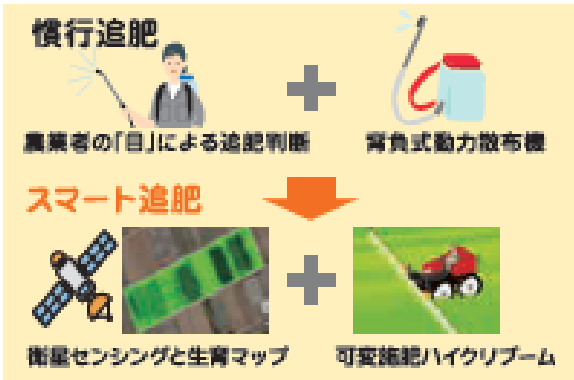 慣行追肥
農業者の「目」による追肥判断
背負式動力散布機
スマート追肥
衛星センシングと生育マップ
可変施肥ハイクリブーム